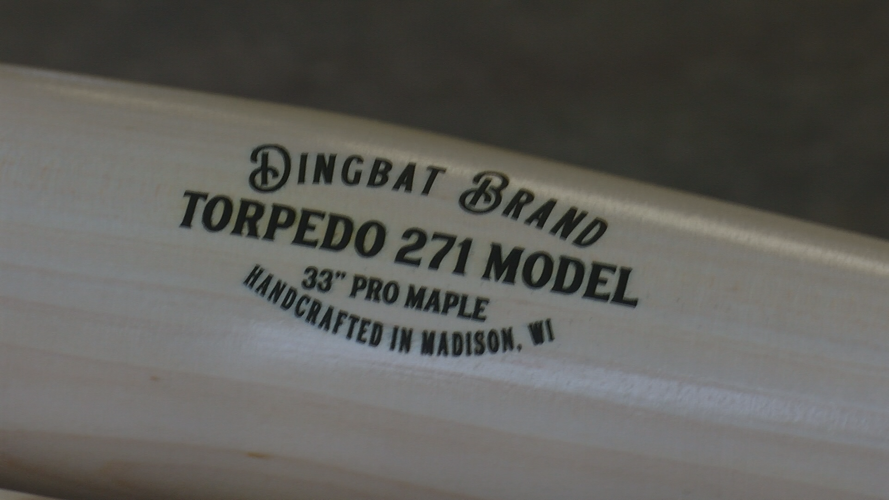 DINGBAT BRAND
TORPEDO 271 MODEL
33" PRO MAPLE
HANDCRAFTED IN MADISON, WI